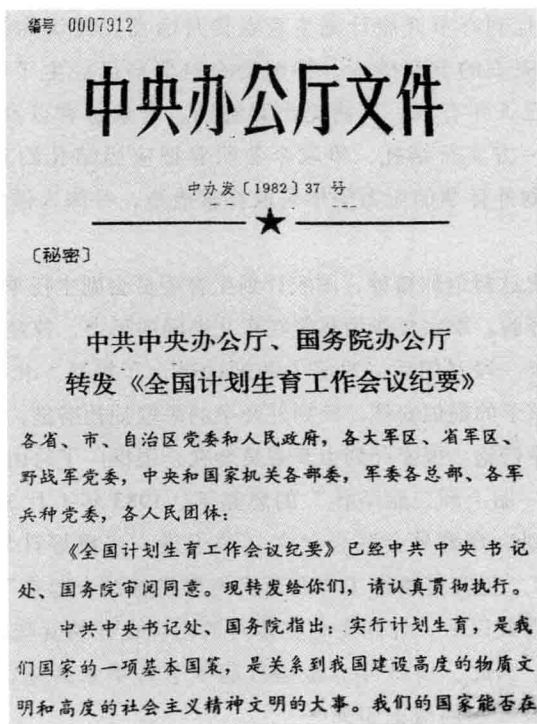 编号 0007912
中央办公厅文件
中办发〔1982〕37号
〔秘密〕
中共中央办公厅、国务院办公厅
转发《全国计划生育工作会议纪要》
各省、市、自治区党委和人民政府，各大军区、省军区、
野战军党委，中央和国家机关各部委，军委各总部、各军
兵种党委，各人民团体：
《全国计划生育工作会议纪要》已经中共中央书记
处、国务院审阅同意。现转发给你们，请认真贯彻执行。
中共中央书记处、国务院指出：实行计划生育，是我
们国家的一项基本国策，是关系到我国建设高度的物质文
明和高度的社会主义精神文明的大事。我们的国家能否在